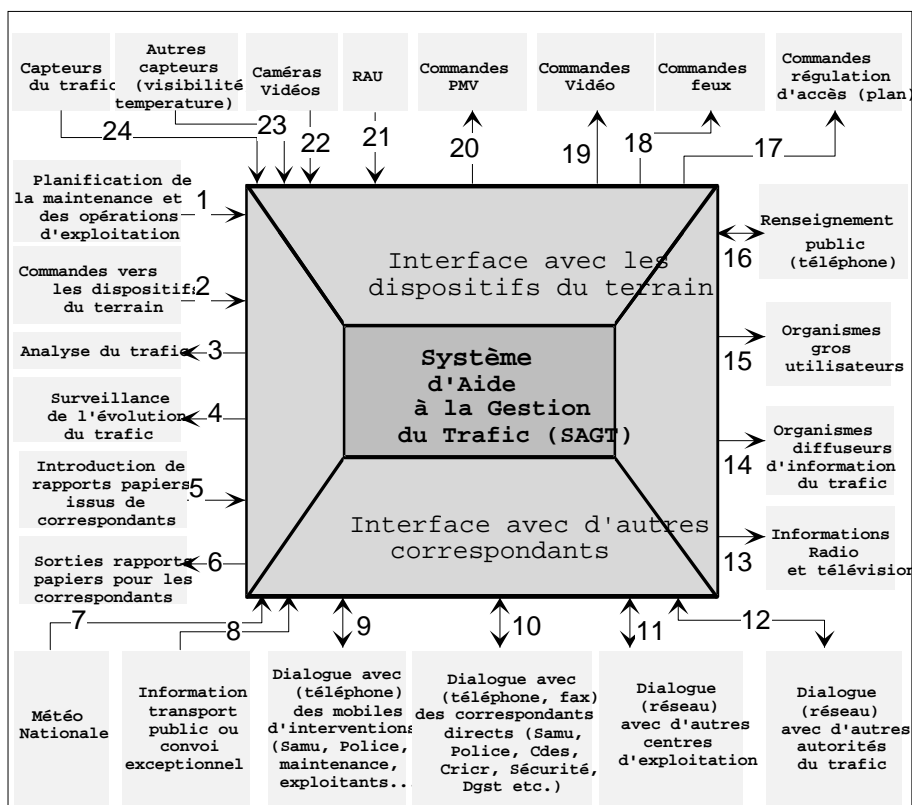 Capteurs
du trafic
Autres
capteurs
(visibilité
temperature)
Caméras
Vidéos
RAU
Commandes
PMV
Commandes
Vidéo
Commandes
feux
Commandes
régulation
d'accès (plan)
24
23
22
21
20
19
18
17
Planification de
la maintenance et
des opérations
d'exploitation
1
Commandes vers
les dispositifs
du terrain
2
Analyse du trafic
3
Surveillance
de l'évolution
du trafic
4
Introduction de
rapports papiers
issus de
correspondants
5
Sorties rapports
papiers pour les
correspondants
6
Interface avec les
dispositifs du terrain
Système
d'Aide
à la Gestion
du Trafic (SAGT)
Interface avec d'autres
correspondants
16
Renseignement
public
(téléphone)
15
Organismes
gros
utilisateurs
14
Organismes
diffuseurs
d'information
du trafic
13
Informations
Radio
et télévision
7
8
9
10
11
12
Météo
Nationale
Information
transport
public ou
convoi
exceptionnel
Dialogue avec
(téléphone)
des mobiles
d'interventions
(Samu, Police,
maintenance,
exploitants...
Dialogue avec
(téléphone, fax)
des correspondants
directs (Samu,
Police, Cdes,
Cricr, Sécurité,
Dgst etc.)
Dialogue
(réseau)
avec d'autres
centres
d'exploitation
Dialogue
(réseau)
avec d'autres
autorités
du trafic